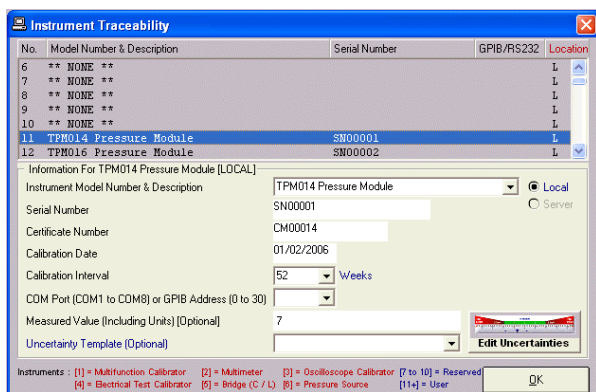 Instrument Traceability
No. Model Number & Description Serial Number GPIB/RS232 Location
6 ** NONE ** L
7 ** NONE ** L
8 ** NONE ** L
9 ** NONE ** L
10 ** NONE ** L
11 TPM014 Pressure Module SN00001 L
12 TPM016 Pressure Module SN00002 L
Information For TPM014 Pressure Module [LOCAL]
Instrument Model Number & Description TPM014 Pressure Module Local
Serial Number SN00001 Server
Certificate Number CM00014
Calibration Date 01/02/2006
Calibration Interval 52 Weeks
COM Port (COM1 to COM8) or GPIB Address (0 to 30)
Measured Value (Including Units) [Optional] 7
Uncertainty Template (Optional) Edit Uncertainties
Instruments : [1] = Multifunction Calibrator [2] = Multimeter [3] = Oscilloscope Calibrator [7 to 10] = Reserved
[4] = Electrical Test Calibrator [5] = Bridge (C / L) [6] = Pressure Source [11+] = User
OK